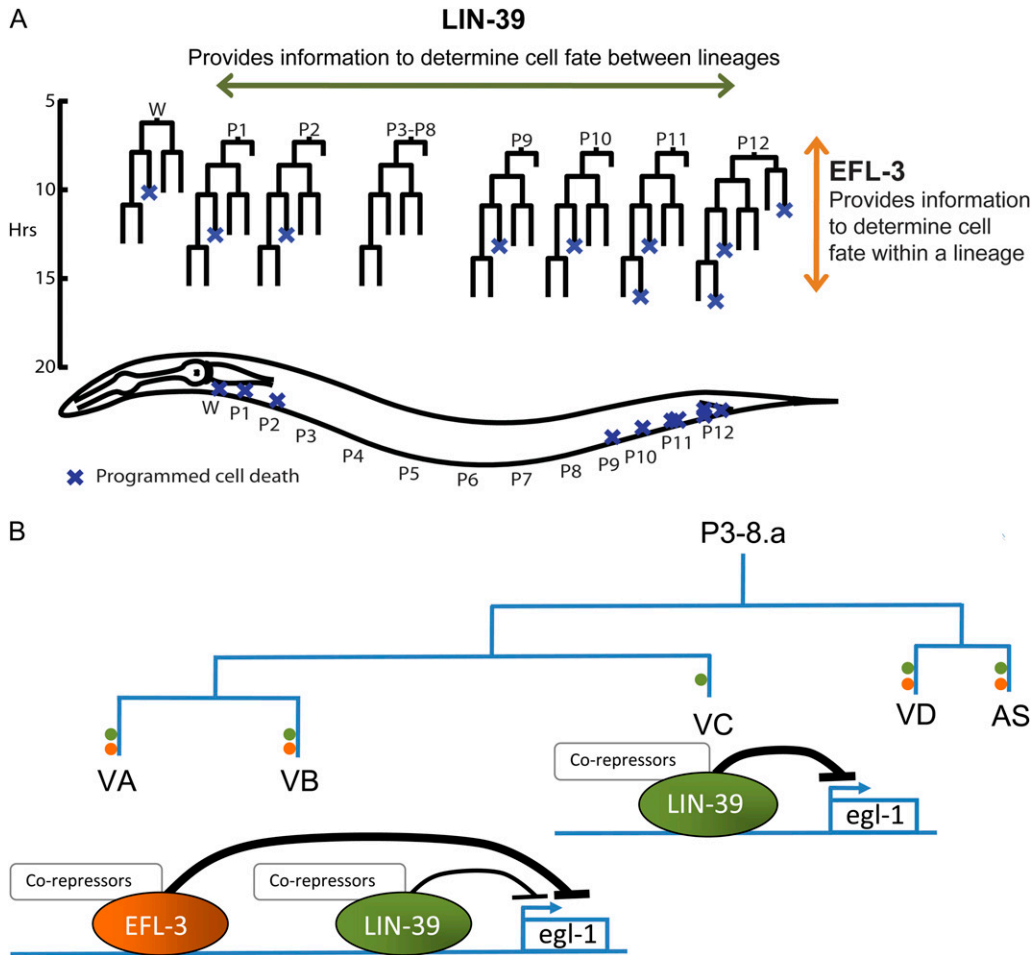 A
LIN-39
Provides information to determine cell fate between lineages
5
10
Hrs
15
20
W
P1
P2
P3-P8
P9
P10
P11
P12
EFL-3
Provides information
to determine cell
fate within a lineage
W
P1
P2
P3
P4
P5
P6
P7
P8
P9
P10
P11
P12
Programmed cell death
B
P3-8.a
VA
VB
VC
VD
AS
Co-repressors
LIN-39
egl-1
Co-repressors
EFL-3
Co-repressors
LIN-39
egl-1